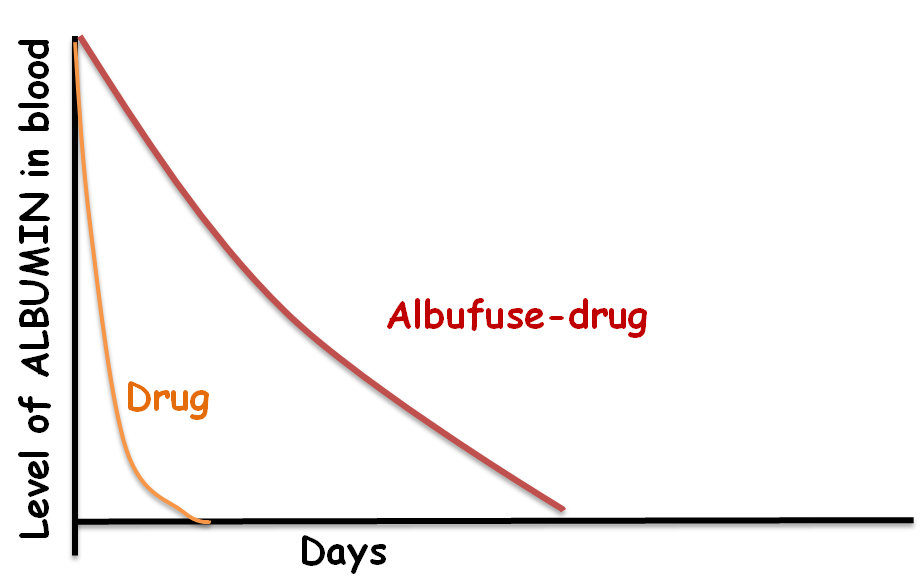 Level of ALBUMIN in blood
Albufuse-drug
Drug
Days